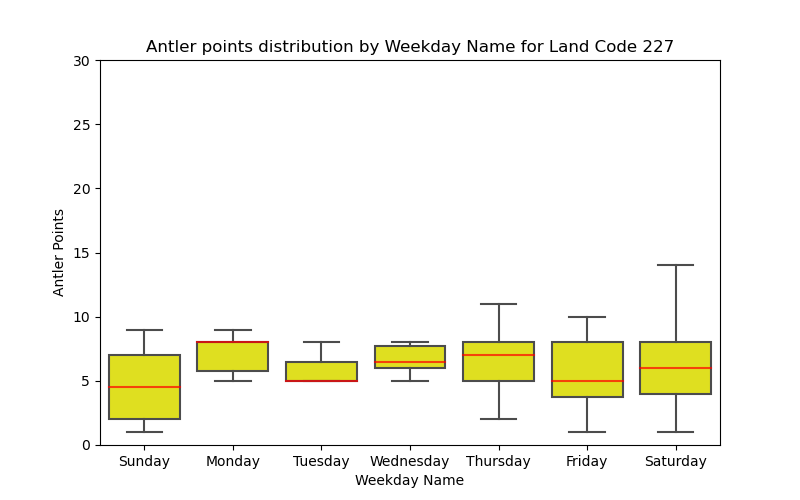 Antler points distribution by Weekday Name for Land Code 227
30
25
20
15
10
5
0
Antler Points
Sunday Monday Tuesday Wednesday Thursday Friday Saturday
Weekday Name